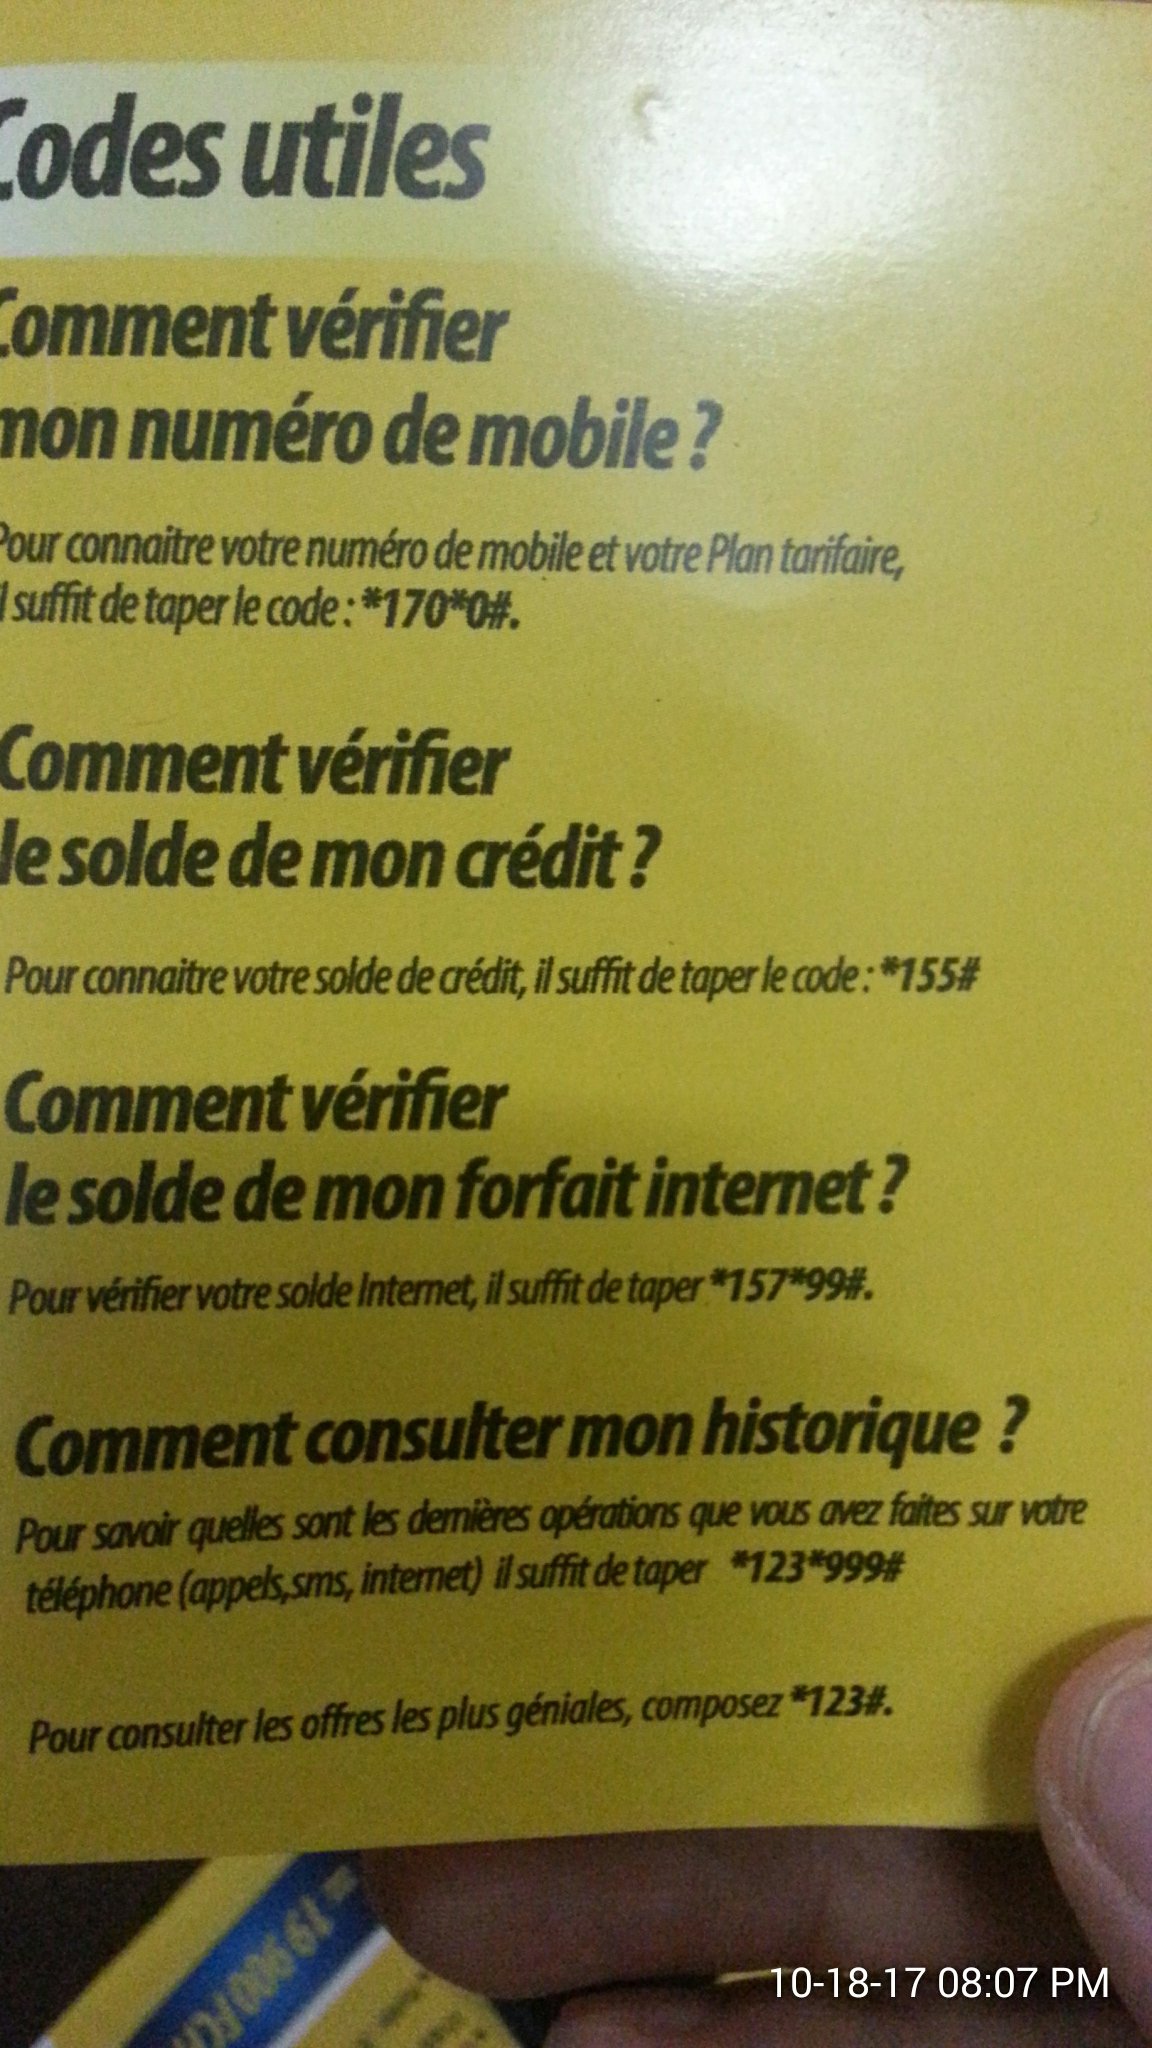 Codes utiles
Comment vérifier
mon numéro de mobile ?
Pour connaitre votre numéro de mobile et votre Plan tarifaire,
il suffit de taper le code : *170*0#.
Comment vérifier
le solde de mon crédit ?
Pour connaitre votre solde de crédit, il suffit de taper le code : *155#
Comment vérifier
le solde de mon forfait internet ?
Pour vérifier votre solde Internet, il suffit de taper *157*99#.
Comment consulter mon historique ?
Pour savoir quelles sont les dernières opérations que vous avez faites sur votre
téléphone (appels,sms, internet) il suffit de taper *123*999#
Pour consulter les offres les plus géniales, composez *123#.
19 900 FCFA
10-18-17 08:07 PM